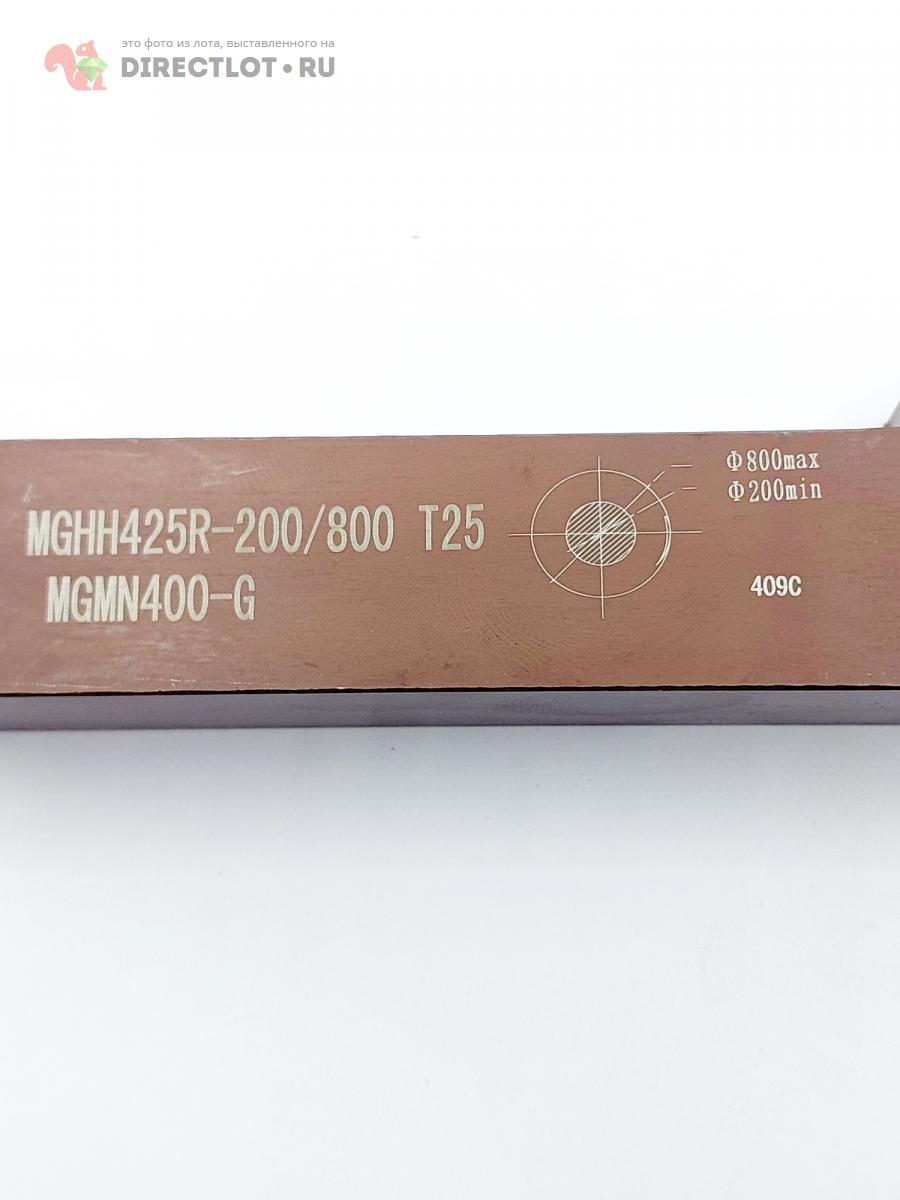 это фото из лота, выставленного на
DIRECTLOT•RU
Φ800max
Φ200min
MGHH425R-200/800 T25
MGMN400-G
409C